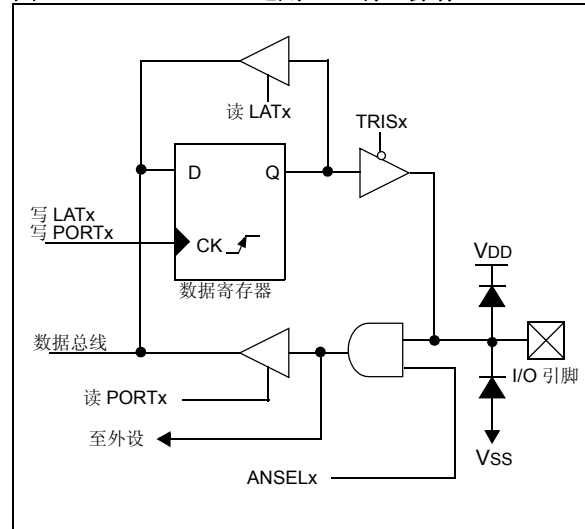 读 LATx
TRISx
D
Q
写 LATx
写 PORTx
CK
数据寄存器
VDD
数据总线
I/O 引脚
读 PORTx
至外设
VSS
ANSELx